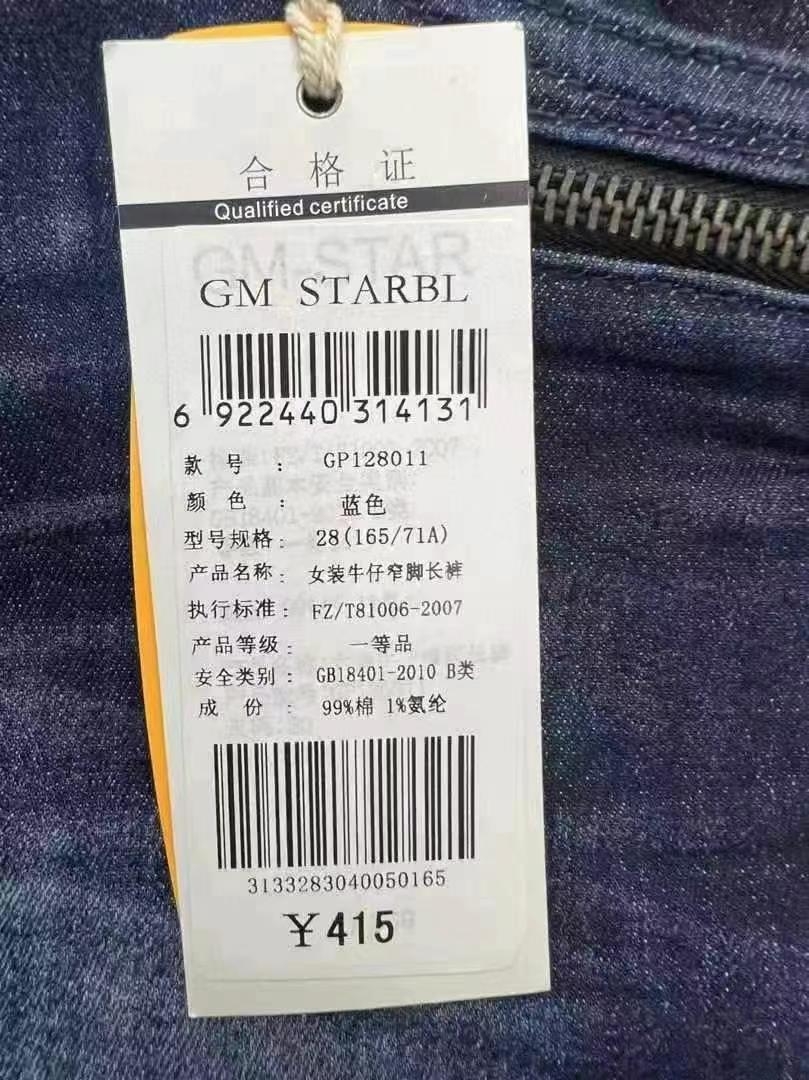 合格证
Qualified certificate
GM STARBL
6 922440 314131
款号：GP128011
颜色：蓝色
型号规格：28(165/71A)
产品名称：女装牛仔窄脚长裤
执行标准：FZ/T81006-2007
产品等级：一等品
安全类别：GB18401-2010 B类
成份：99%棉 1%氨纶
3133283040050165
￥415